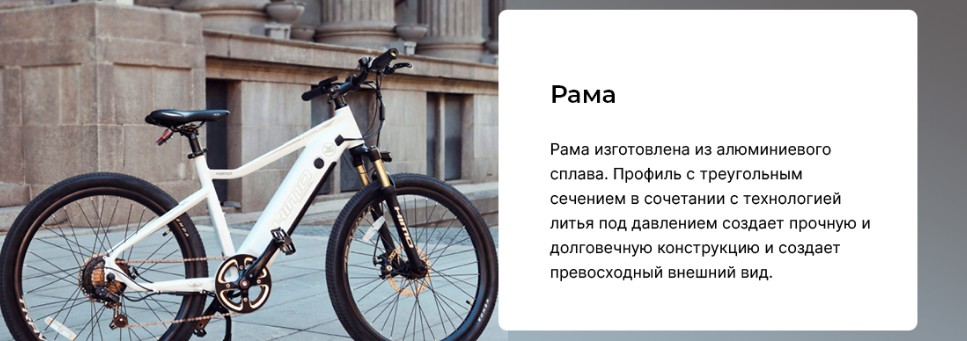 Рама
Рама изготовлена из алюминиевого
сплава. Профиль с треугольным
сечением в сочетании с технологией
литья под давлением создает прочную и
долговечную конструкцию и создает
превосходный внешний вид.
HIMO